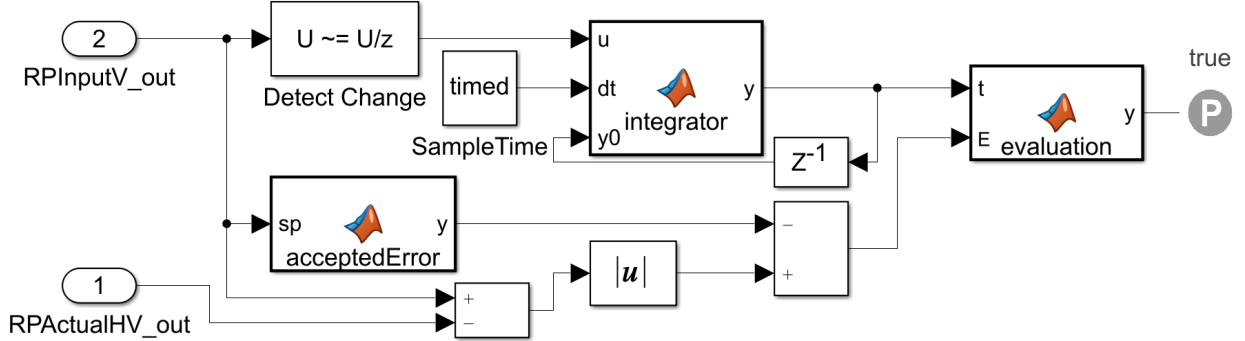 2
RPInputV_out
U ~= U/z
Detect Change
timed
SampleTime
u
dt
y0
y
integrator
Z-1
t
E
y
evaluation
true
P
sp
y
acceptedError
−
+
|u|
1
RPActualHV_out
+
−